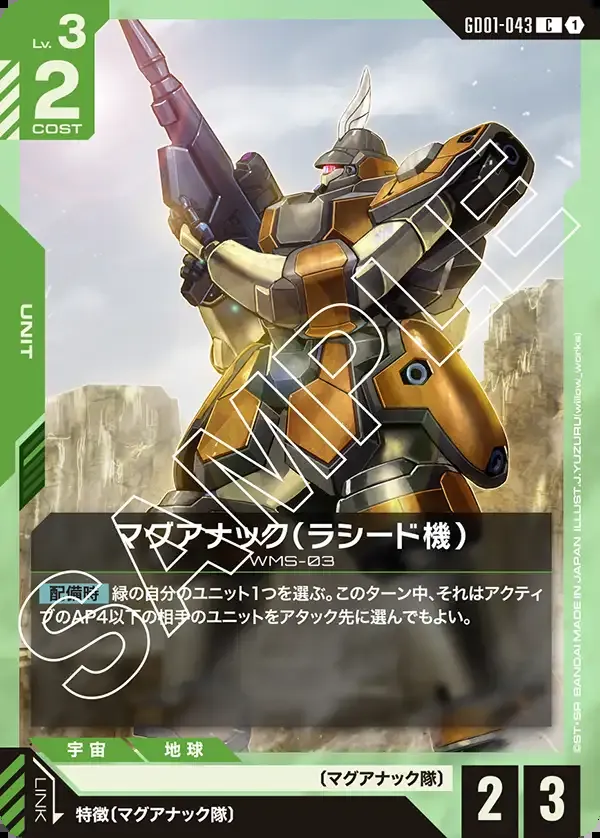 GD01-043 C 1
Lv. 3
2
COST
UNIT
SAMPLE
マグアナック（ラシード機）
WMS-03
配備時 緑の自分のユニット1つを選ぶ。このターン中、それはアクティ
ブのAP4以下の相手のユニットをアタック先に選んでもよい。
宇宙 地球
〔マグアナック隊〕
LINK
特徴〔マグアナック隊〕
2 3
©ST・SR BANDAI MADE IN JAPAN ILLUST.J.YUZURU(willow_works)